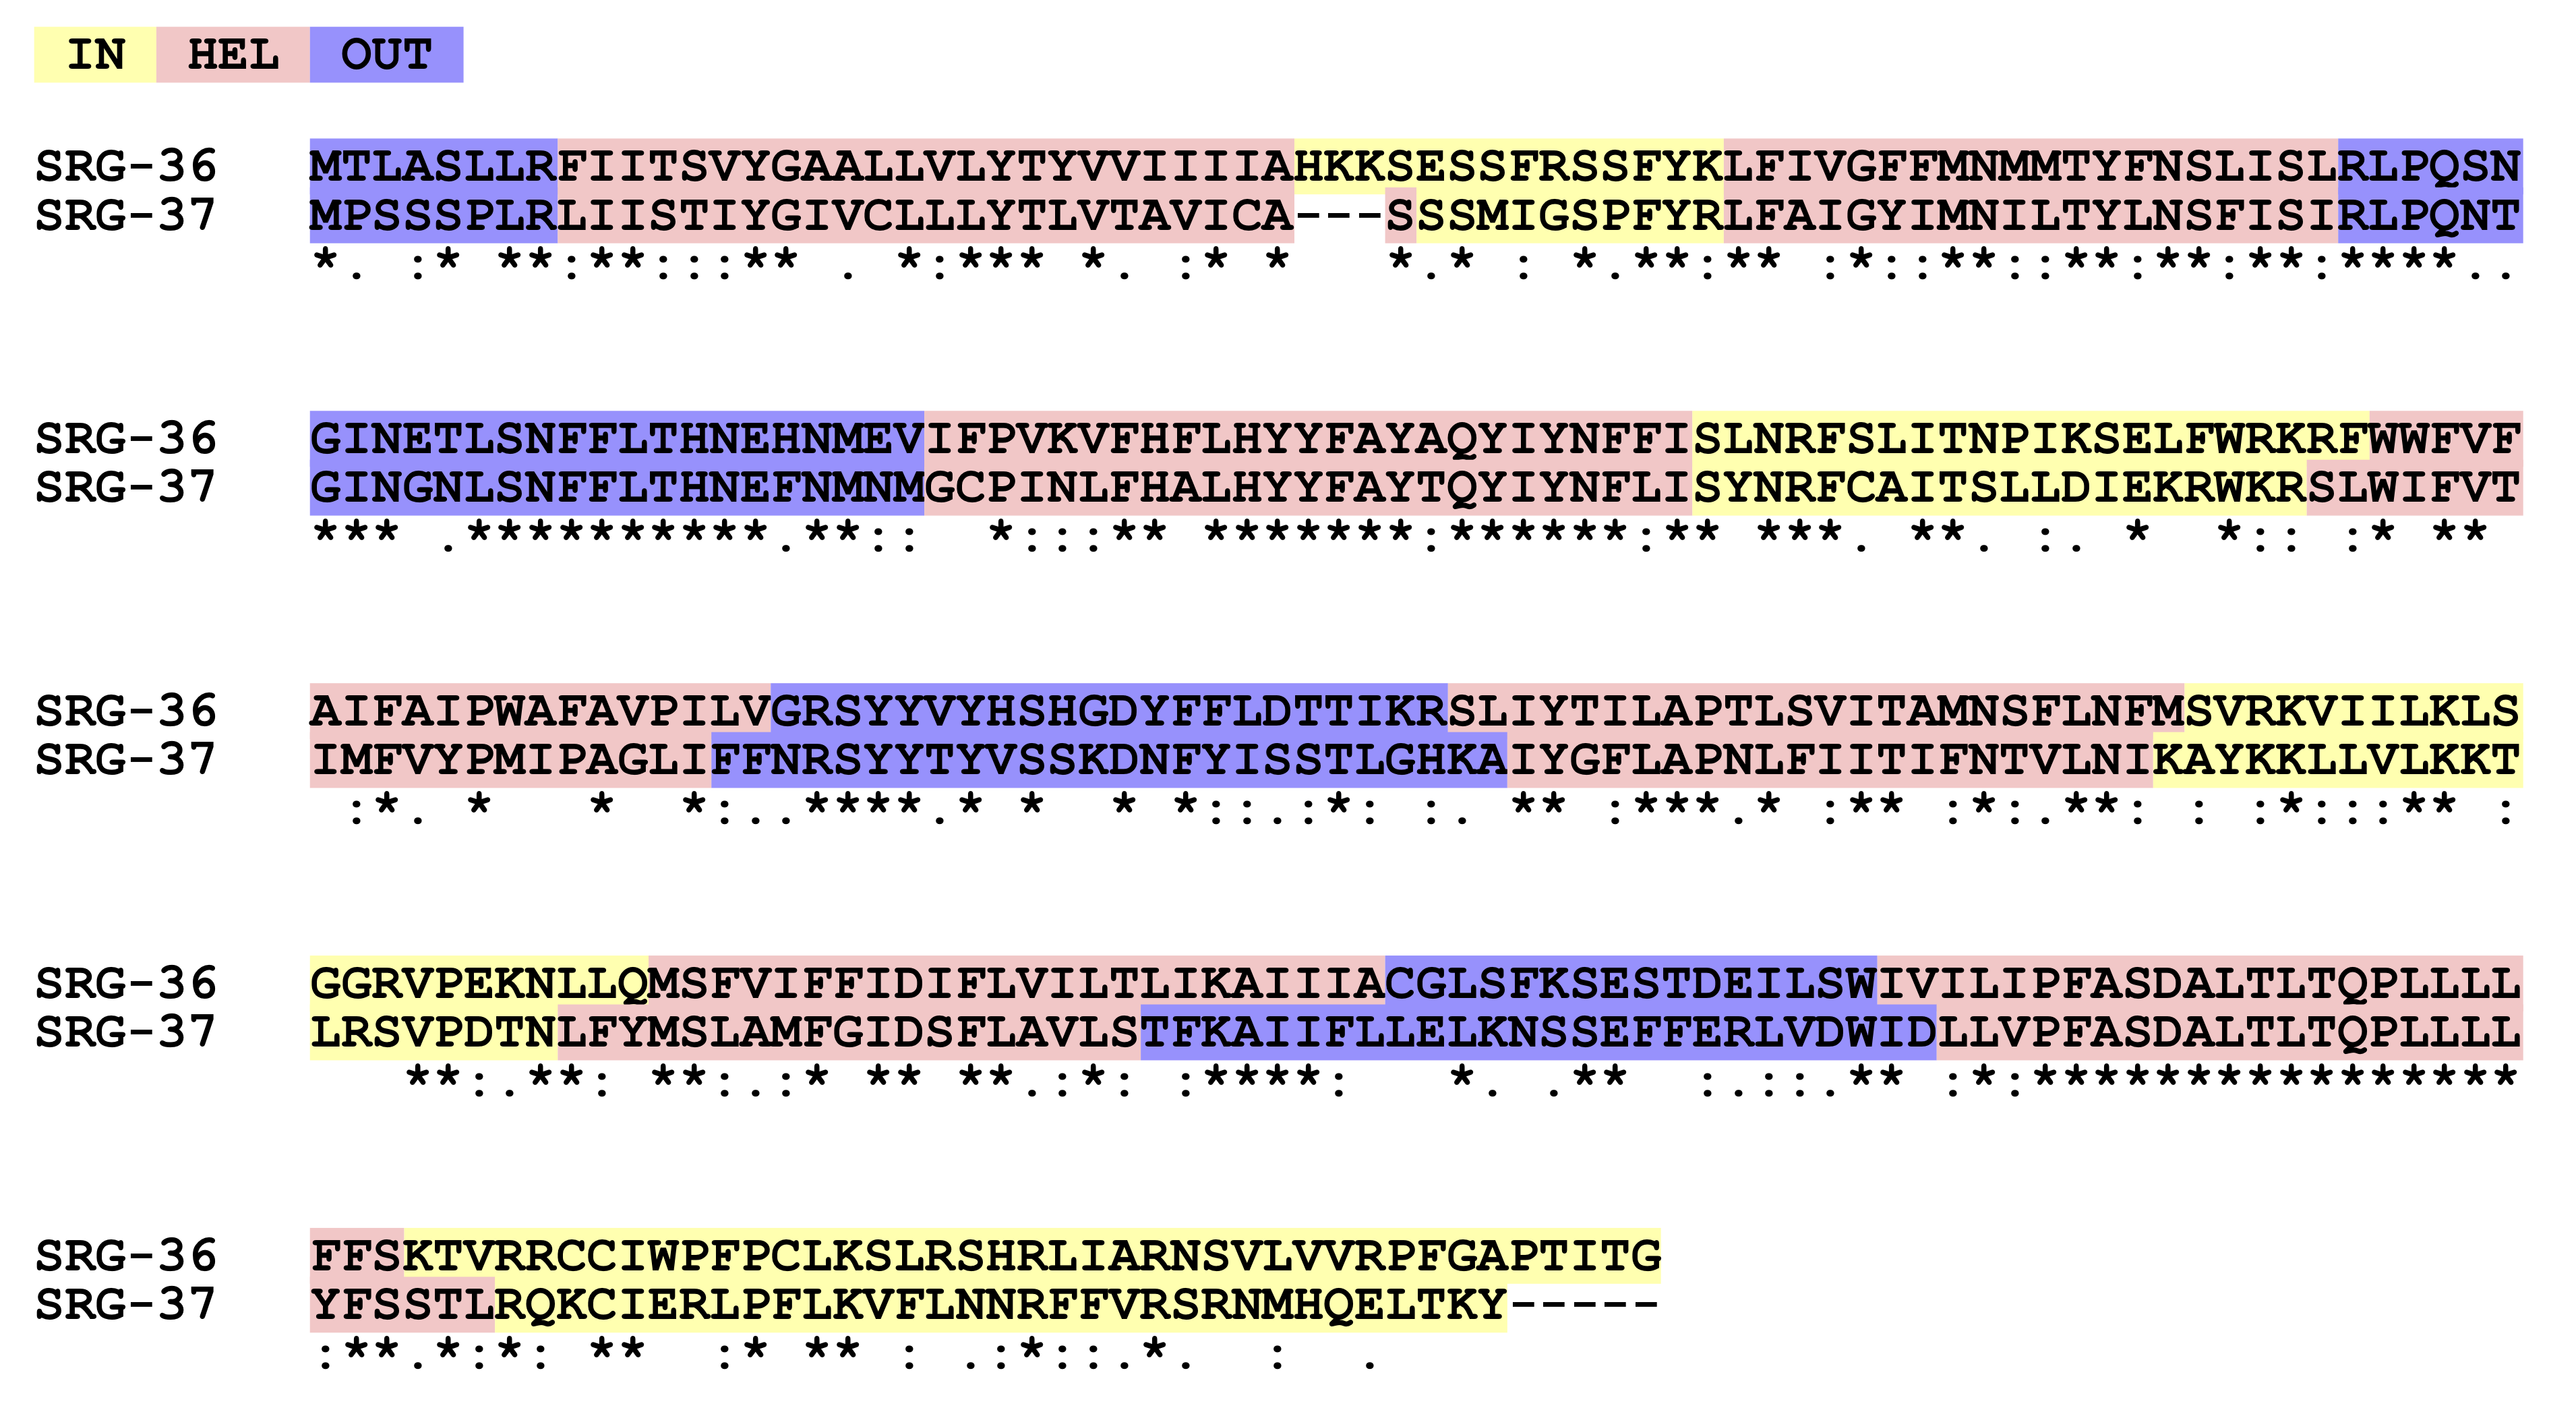 IN HEL OUT
SRG-36 MTLASLLRFIITSVYGAALLVLYTYVVIIIIAHKKSESSFRSSFYKLFIVGFFMNMMTYFNSLISLRLPQSN
SRG-37 MPSSSPLRLIISTIYGIVCLLLYTLVTAVICA---SSSMIGSPFYRLFAIGYIMNILTYLNSFISIRLPQNT
*. :* **:**:::** . *:*** *. :* * *.* : *.**:** :*::**::**:**:**:****..
SRG-36 GINETLSNFFLTHNEHNMEVIFPVKVFHFLHYYFAYAQYIYNFFISLNRFSLITNPIKSELFWRKRFWWFVF
SRG-37 GINGNLSNFFLTHNEFNMNMGCPINLFHALHYYFAYTQYIYNFLISYNRFCAITSLLDIEKRWKRSLWIFVT
*** .**********.**:: *:::** *******:******:** ***. **. :. * *:: :* **
SRG-36 AIFAIPWAFAVPILVGRSYYVYHSHGDYFFLDTTIKRSLIYTILAPTLSVITAMNSFLNFMSVRKVIILKLS
SRG-37 IMFVYPMIPAGLIFFNRSYYTYVSSKDNFYISSTLGHKAIYGFLAPNLFIITIFNTVLNIKAYKKLLVLKKT
:*. * * *:..****.* * * *::.:*: :. ** :***.* :** :*:.**: : :*:::** :
SRG-36 GGRVPEKNLLQMSFVIFFIDIFLVILTLIKAIIIACGLSFKSESTDEILSWIVILIPFASDALTLTQPLLLL
SRG-37 LRSVPDTNLFYMSLAMFGIDSFLAVLSTFKAIIFLLELKNSSEFFERLVDWIDLLVPFASDALTLTQPLLLL
**:.**: **:.:* ** **.:*: :****: *. .** :.::.** :*:****************
SRG-36 FFSKTVRRCCIWPFPCLKSLRSHRLIARNSVLVVRPFGAPTITG
SRG-37 YFSSTLRQKCIERLPFLKVFLNNRFFVRSRNMHQELTKY-----
:**.*:*: ** :* ** : .:*::.*. : .